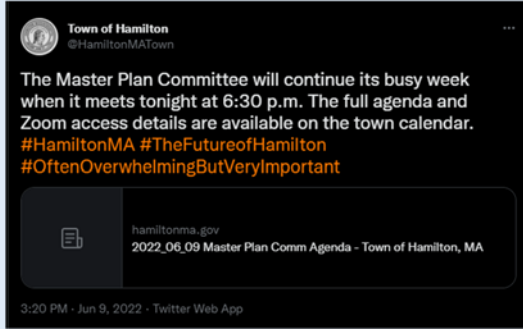 Town of Hamilton
@HamiltonMATown
The Master Plan Committee will continue its busy week
when it meets tonight at 6:30 p.m. The full agenda and
Zoom access details are available on the town calendar.
#HamiltonMA #TheFutureofHamilton
#OftenOverwhelmingButVeryImportant
hamiltonma.gov
2022_06_09 Master Plan Comm Agenda - Town of Hamilton, MA
3:20 PM · Jun 9, 2022 · Twitter Web App